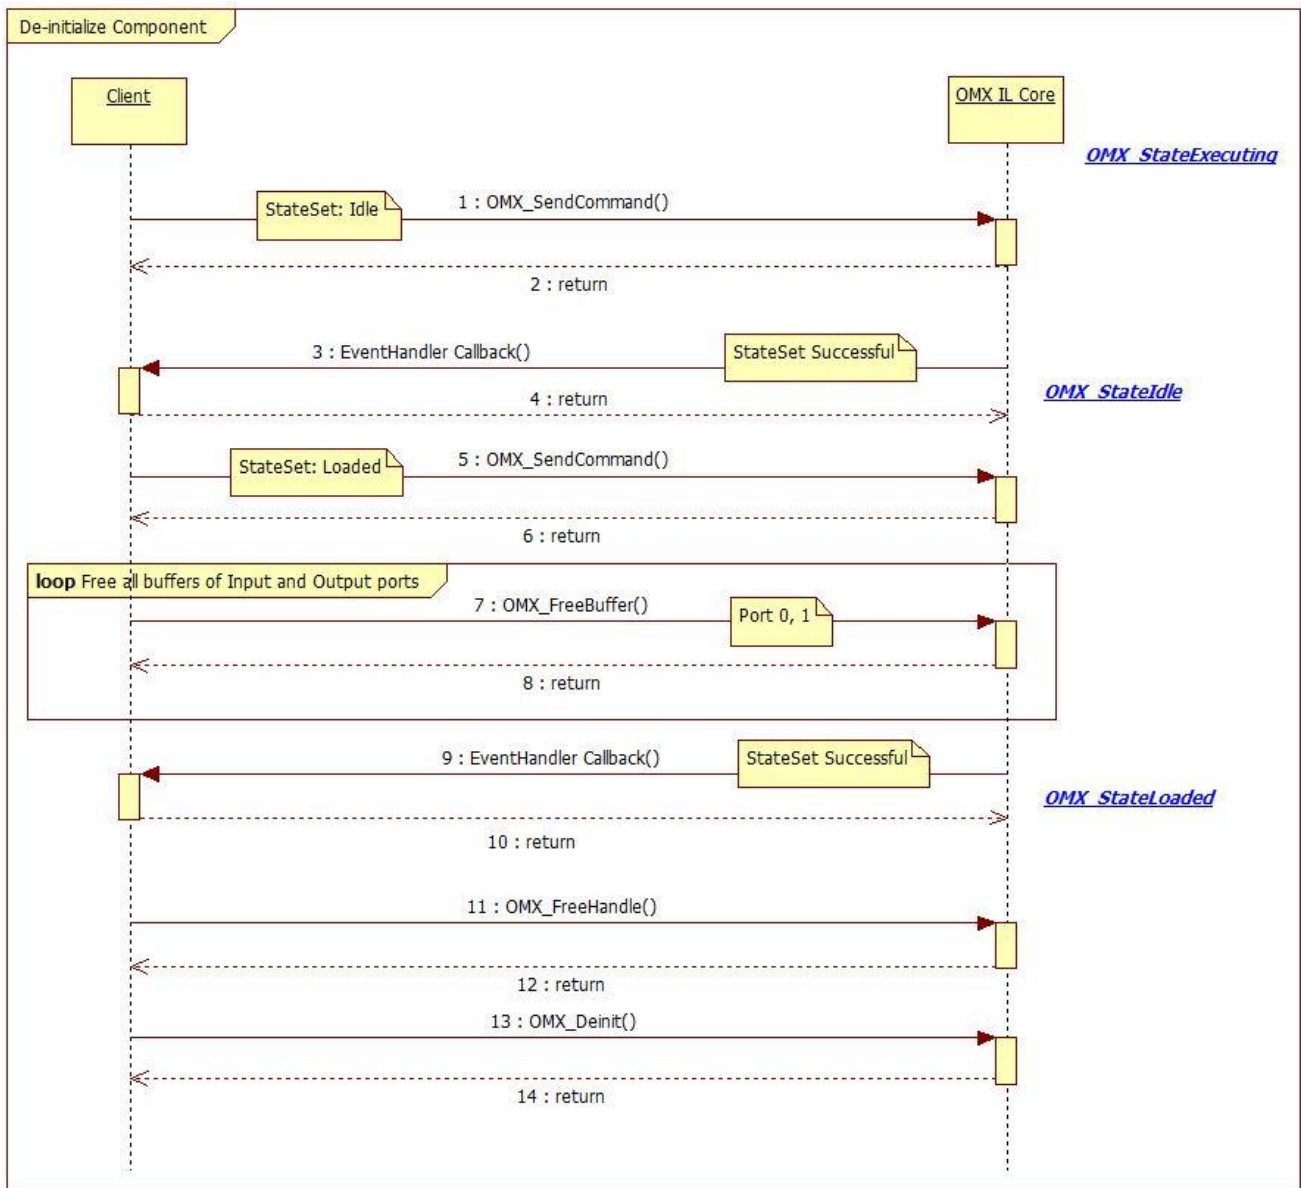 De-initialize Component
Client
OMX IL Core
OMX_StateExecuting
StateSet: Idle
1 : OMX_SendCommand()
2 : return
3 : EventHandler Callback()
StateSet Successful
OMX_StateIdle
4 : return
StateSet: Loaded
5 : OMX_SendCommand()
6 : return
loop Free all buffers of Input and Output ports
7 : OMX_FreeBuffer()
Port 0, 1
8 : return
9 : EventHandler Callback()
StateSet Successful
OMX_StateLoaded
10 : return
11 : OMX_FreeHandle()
12 : return
13 : OMX_Deinit()
14 : return